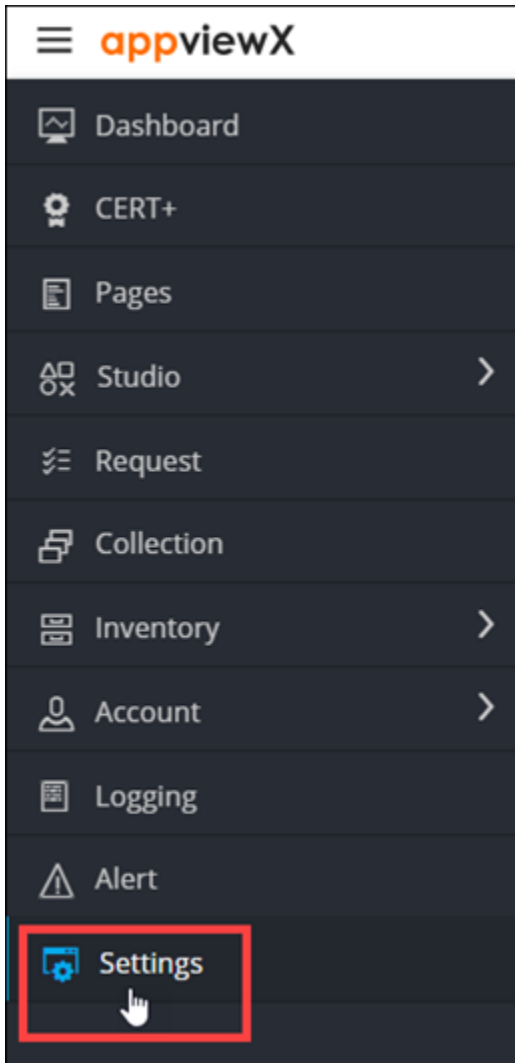 appviewX
Dashboard
CERT+
Pages
Studio
Request
Collection
Inventory
Account
Logging
Alert
Settings